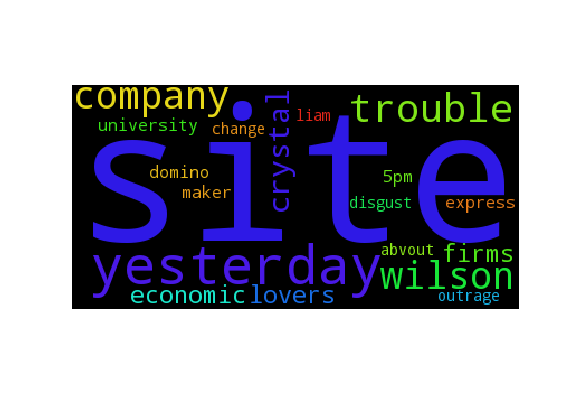 company
trouble
site
crystal
liam
university
change
domino
maker
5pm
disgust
express
yesterday
abvout
firms
wilson
economic
lovers
outrage